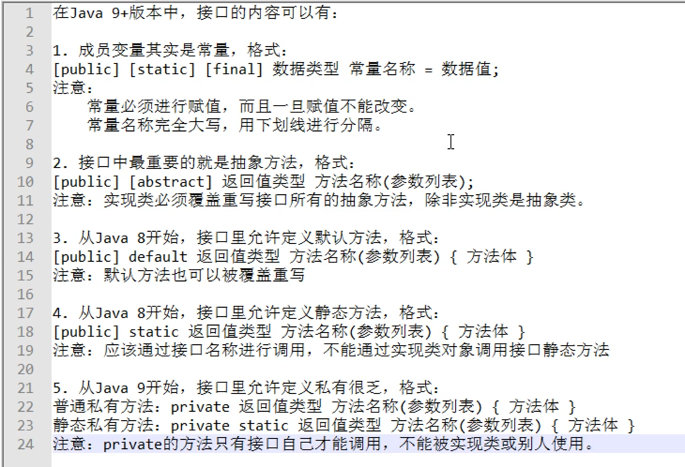 1 在Java 9+版本中，接口的内容可以有：
2
3 1. 成员变量其实是常量，格式：
4 [public] [static] [final] 数据类型 常量名称 = 数据值;
5 注意：
6 常量必须进行赋值，而且一旦赋值不能改变。
7 常量名称完全大写，用下划线进行分隔。
8
9 2. 接口中最重要的就是抽象方法，格式：
10 [public] [abstract] 返回值类型 方法名称(参数列表);
11 注意：实现类必须覆盖重写接口所有的抽象方法，除非实现类是抽象类。
12
13 3. 从Java 8开始，接口里允许定义默认方法，格式：
14 [public] default 返回值类型 方法名称(参数列表) { 方法体 }
15 注意：默认方法也可以被覆盖重写
16
17 4. 从Java 8开始，接口里允许定义静态方法，格式：
18 [public] static 返回值类型 方法名称(参数列表) { 方法体 }
19 注意：应该通过接口名称进行调用，不能通过实现类对象调用接口静态方法
20
21 5. 从Java 9开始，接口里允许定义私有很乏，格式：
22 普通私有方法：private 返回值类型 方法名称(参数列表) { 方法体 }
23 静态私有方法：private static 返回值类型 方法名称(参数列表) { 方法体 }
24 注意：private的方法只有接口自己才能调用，不能被实现类或别人使用。